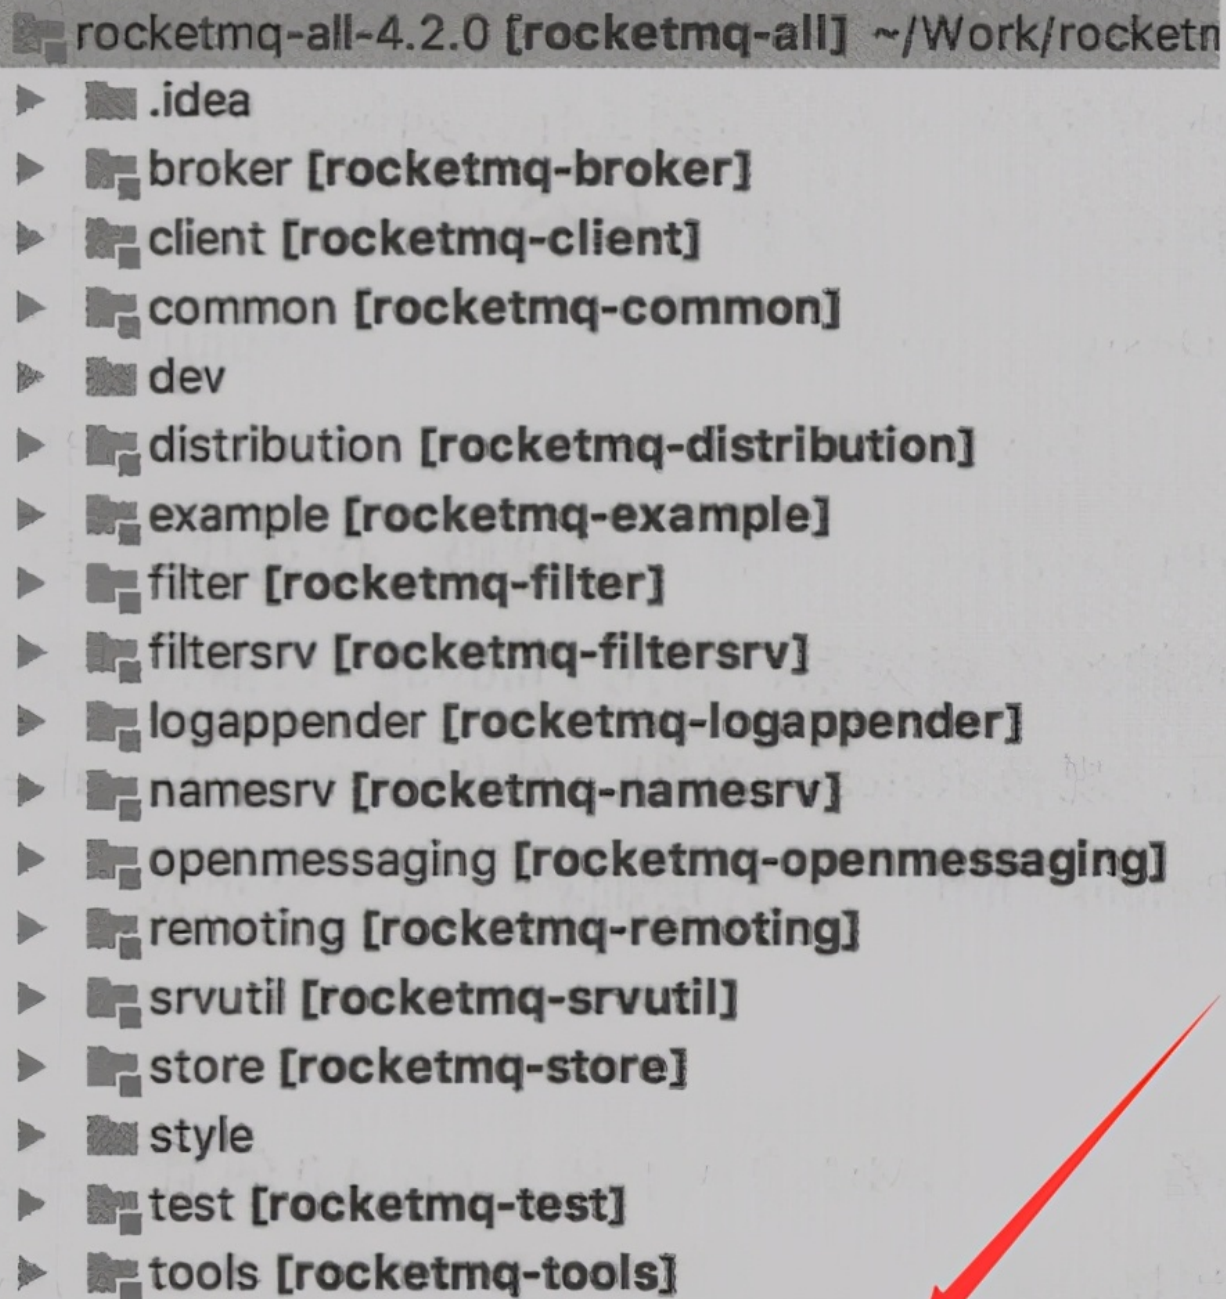 rocketmq-all-4.2.0 [rocketmq-all] ~/Work/rocketm
.idea
broker [rocketmq-broker]
client [rocketmq-client]
common [rocketmq-common]
dev
distribution [rocketmq-distribution]
example [rocketmq-example]
filter [rocketmq-filter]
filtersrv [rocketmq-filtersrv]
logappender [rocketmq-logappender]
namesrv [rocketmq-namesrv]
openmessaging [rocketmq-openmessaging]
remoting [rocketmq-remoting]
srvutil [rocketmq-srvutil]
store [rocketmq-store]
style
test [rocketmq-test]
tools [rocketmq-tools]